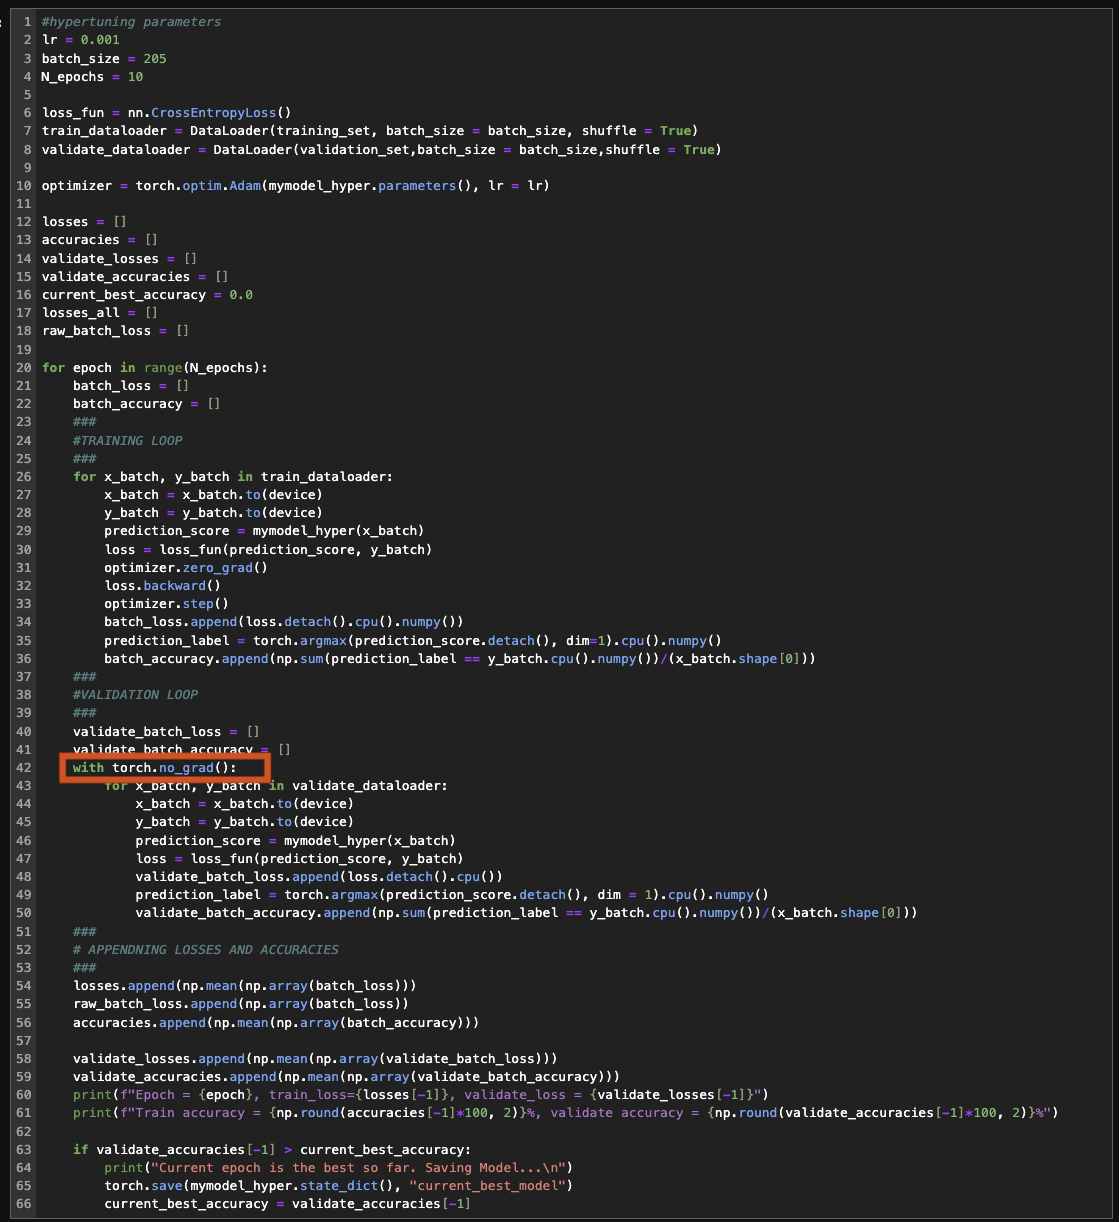 1 #hypertuning parameters
2 lr = 0.001
3 batch_size = 205
4 N_epochs = 10
5
6 loss_fun = nn.CrossEntropyLoss()
7 train_dataloader = DataLoader(training_set, batch_size = batch_size, shuffle = True)
8 validate_dataloader = DataLoader(validation_set,batch_size = batch_size,shuffle = True)
9
10 optimizer = torch.optim.Adam(mymodel_hyper.parameters(), lr = lr)
11
12 losses = []
13 accuracies = []
14 validate_losses = []
15 validate_accuracies = []
16 current_best_accuracy = 0.0
17 losses_all = []
18 raw_batch_loss = []
19
20 for epoch in range(N_epochs):
21     batch_loss = []
22     batch_accuracy = []
23     ###
24     #TRAINING LOOP
25     ###
26     for x_batch, y_batch in train_dataloader:
27         x_batch = x_batch.to(device)
28         y_batch = y_batch.to(device)
29         prediction_score = mymodel_hyper(x_batch)
30         loss = loss_fun(prediction_score, y_batch)
31         optimizer.zero_grad()
32         loss.backward()
33         optimizer.step()
34         batch_loss.append(loss.detach().cpu().numpy())
35         prediction_label = torch.argmax(prediction_score.detach(), dim=1).cpu().numpy()
36         batch_accuracy.append(np.sum(prediction_label == y_batch.cpu().numpy())/(x_batch.shape[0]))
37     ###
38     #VALIDATION LOOP
39     ###
40     validate_batch_loss = []
41     validate_batch_accuracy = []
42     with torch.no_grad():
43         for x_batch, y_batch in validate_dataloader:
44             x_batch = x_batch.to(device)
45             y_batch = y_batch.to(device)
46             prediction_score = mymodel_hyper(x_batch)
47             loss = loss_fun(prediction_score, y_batch)
48             validate_batch_loss.append(loss.detach().cpu())
49             prediction_label = torch.argmax(prediction_score.detach(), dim = 1).cpu().numpy()
50             validate_batch_accuracy.append(np.sum(prediction_label == y_batch.cpu().numpy())/(x_batch.shape[0]))
51     ###
52     # APPENDNING LOSSES AND ACCURACIES
53     ###
54     losses.append(np.mean(np.array(batch_loss)))
55     raw_batch_loss.append(np.array(batch_loss))
56     accuracies.append(np.mean(np.array(batch_accuracy)))
57
58     validate_losses.append(np.mean(np.array(validate_batch_loss)))
59     validate_accuracies.append(np.mean(np.array(validate_batch_accuracy)))
60     print(f"Epoch = {epoch}, train_loss={losses[-1]}, validate_loss = {validate_losses[-1]}")
61     print(f"Train accuracy = {np.round(accuracies[-1]*100, 2)}%, validate accuracy = {np.round(validate_accuracies[-1]*100, 2)}%")
62
63     if validate_accuracies[-1] > current_best_accuracy:
64         print("Current epoch is the best so far. Saving Model...\n")
65         torch.save(mymodel_hyper.state_dict(), "current_best_model")
66         current_best_accuracy = validate_accuracies[-1]